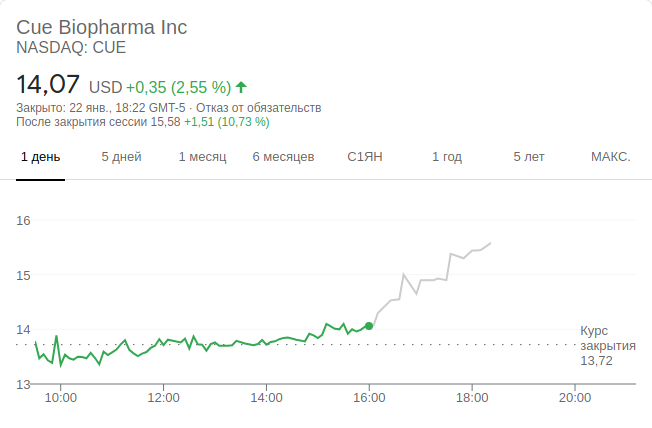 Cue Biopharma Inc
NASDAQ: CUE
14,07 USD +0,35 (2,55 %)
Закрыто: 22 янв., 18:22 GMT-5 · Отказ от обязательств
После закрытия сессии 15,58 +1,51 (10,73 %)
1 день 5 дней 1 месяц 6 месяцев С1ЯН 1 год 5 лет МАКС.
16
15
14
Курс
закрытия
13,72
13
10:00 12:00 14:00 16:00 18:00 20:00